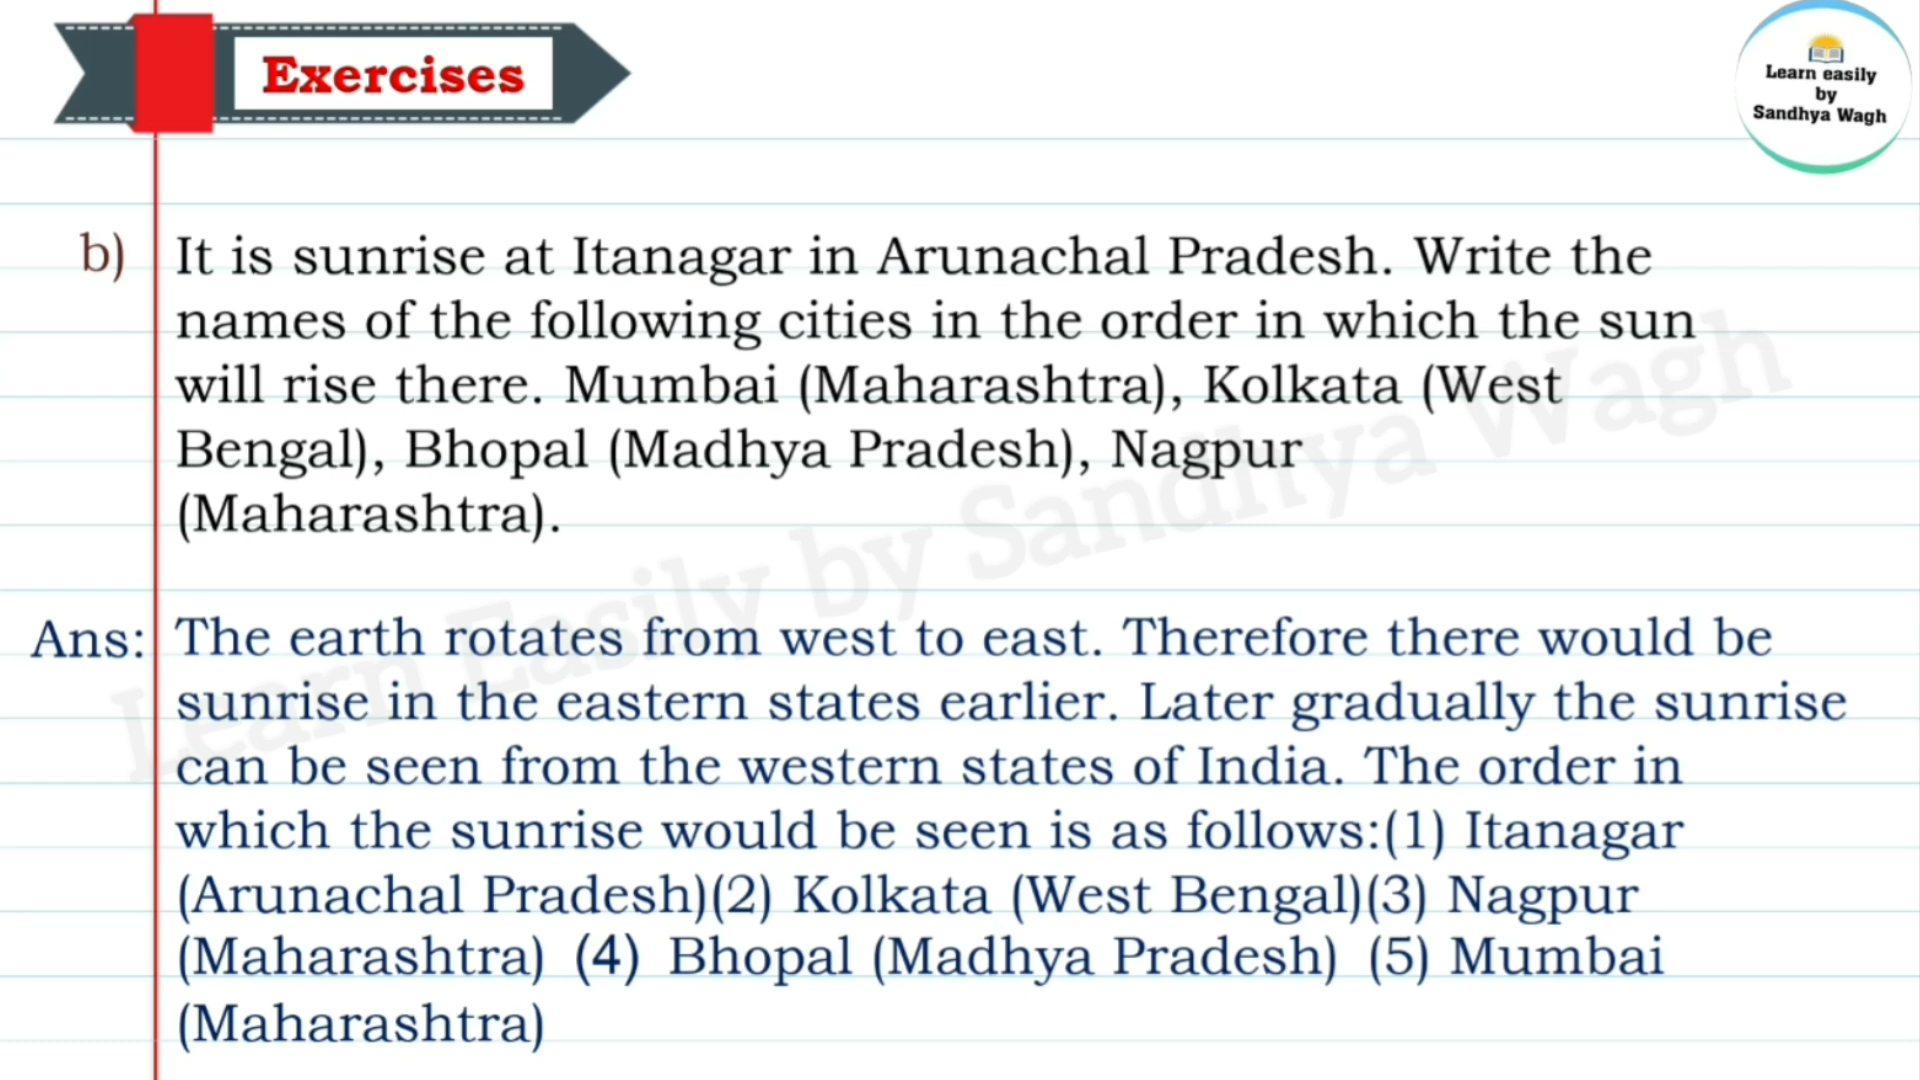 Exercises
Learn easily
by
Sandhya Wagh
b) It is sunrise at Itanagar in Arunachal Pradesh. Write the
names of the following cities in the order in which the sun
will rise there. Mumbai (Maharashtra), Kolkata (West
Bengal), Bhopal (Madhya Pradesh), Nagpur
(Maharashtra).
Learn Easily by Sandhya Wagh
Ans: The earth rotates from west to east. Therefore there would be
sunrise in the eastern states earlier. Later gradually the sunrise
can be seen from the western states of India. The order in
which the sunrise would be seen is as follows:(1) Itanagar
(Arunachal Pradesh)(2) Kolkata (West Bengal)(3) Nagpur
(Maharashtra) (4) Bhopal (Madhya Pradesh) (5) Mumbai
(Maharashtra)